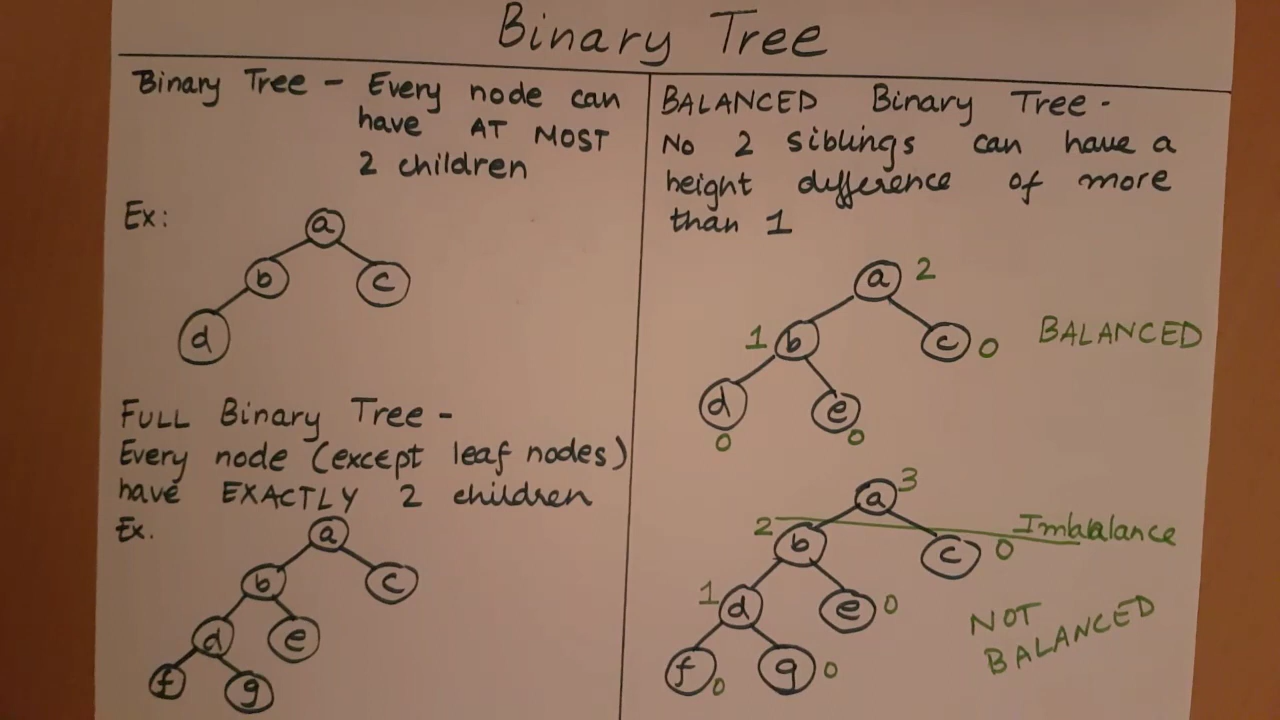 Binary Tree
Binary Tree - Every node can
have AT MOST
2 children
Ex:
a
b c
d
FULL Binary Tree -
Every node (except leaf nodes)
have EXACTLY 2 children
Ex.
a
b c
d e
f g
BALANCED Binary Tree -
No 2 siblings can have a
height difference of more
than 1
a 2
1 b c 0 BALANCED
d e
0 0
a 3
2 b c 0 Imbalance
1 d e 0
NOT
BALANCED
f 0 g 0